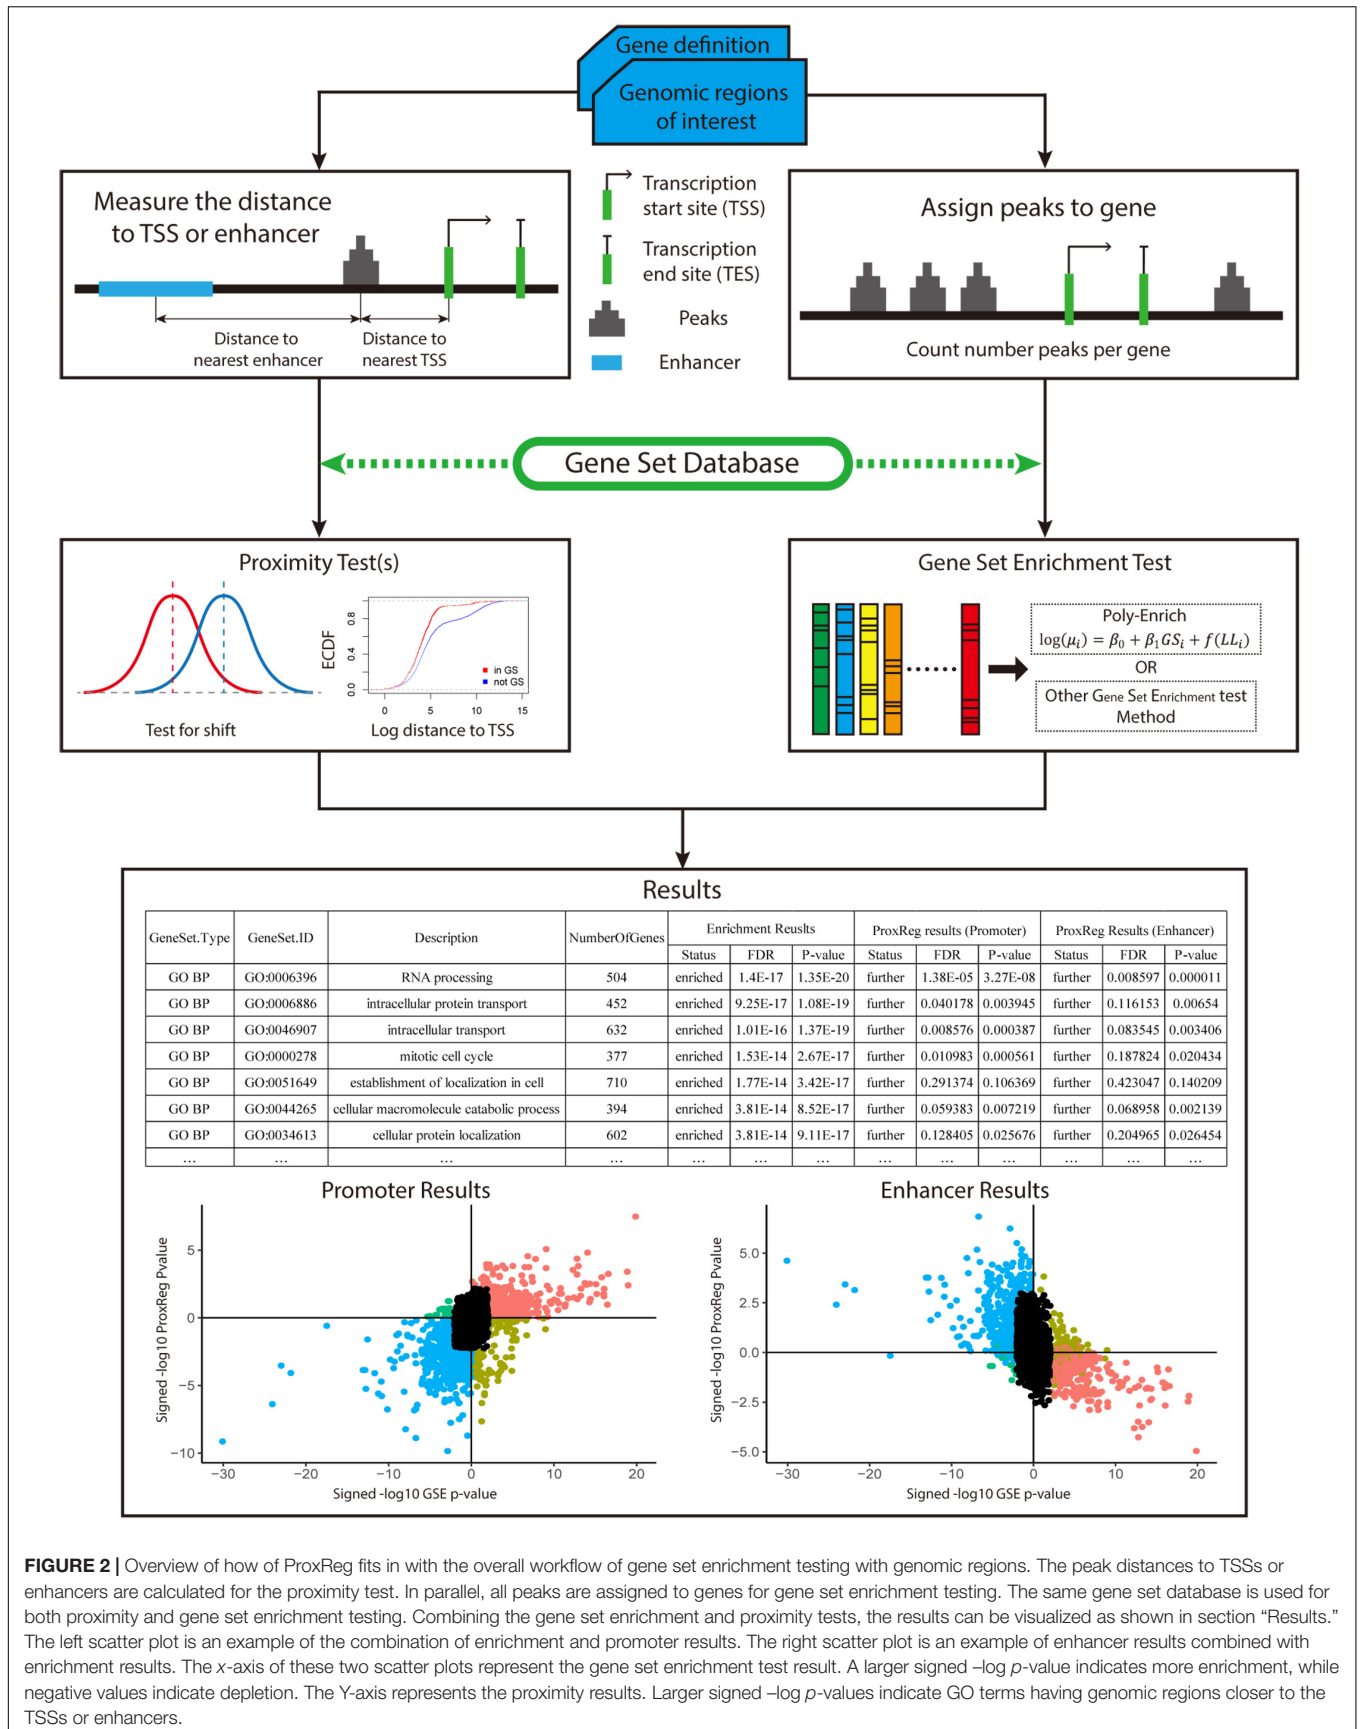 Gene definition
Genomic regions
of interest
Measure the distance
to TSS or enhancer
Distance to
nearest enhancer
Distance to
nearest TSS
Transcription
start site (TSS)
Transcription
end site (TES)
Peaks
Enhancer
Assign peaks to gene
Count number peaks per gene
Gene Set Database
Proximity Test(s)
Test for shift
ECDF
0.0 0.4 0.8
in GS
not GS
0 5 10 15
Log distance to TSS
Gene Set Enrichment Test
Poly-Enrich
log(μᵢ) = β₀ + β₁GSᵢ + f(LLᵢ)
OR
Other Gene Set Enrichment test
Method
Results
GeneSet.Type GeneSet.ID Description NumberOfGenes Enrichment Reuslts ProxReg results (Promoter) ProxReg Results (Enhancer)
Status FDR P-value Status FDR P-value Status FDR P-value
GO BP GO:0006396 RNA processing 504 enriched 1.4E-17 1.35E-20 further 1.38E-05 3.27E-08 further 0.008597 0.000011
GO BP GO:0006886 intracellular protein transport 452 enriched 9.25E-17 1.08E-19 further 0.040178 0.003945 further 0.116153 0.00654
GO BP GO:0046907 intracellular transport 632 enriched 1.01E-16 1.37E-19 further 0.008576 0.000387 further 0.083545 0.003406
GO BP GO:0000278 mitotic cell cycle 377 enriched 1.53E-14 2.67E-17 further 0.010983 0.000561 further 0.187824 0.020434
GO BP GO:0051649 establishment of localization in cell 710 enriched 1.77E-14 3.42E-17 further 0.291374 0.106369 further 0.423047 0.140209
GO BP GO:0044265 cellular macromolecule catabolic process 394 enriched 3.81E-14 8.52E-17 further 0.059383 0.007219 further 0.068958 0.002139
GO BP GO:0034613 cellular protein localization 602 enriched 3.81E-14 9.11E-17 further 0.128405 0.025676 further 0.204965 0.026454
... ... ... ... ... ... ... ... ... ... ... ... ...
Promoter Results
Signed -log10 ProxReg Pvalue
5
0
−5
−10
−30 −20 −10 0 10 20
Signed -log10 GSE p-value
Enhancer Results
Signed -log10 ProxReg Pvalue
5.0
2.5
0.0
−2.5
−5.0
−30 −20 −10 0 10 20
Signed -log10 GSE p-value
FIGURE 2 | Overview of how of ProxReg fits in with the overall workflow of gene set enrichment testing with genomic regions. The peak distances to TSSs or
enhancers are calculated for the proximity test. In parallel, all peaks are assigned to genes for gene set enrichment testing. The same gene set database is used for
both proximity and gene set enrichment testing. Combining the gene set enrichment and proximity tests, the results can be visualized as shown in section “Results.”
The left scatter plot is an example of the combination of enrichment and promoter results. The right scatter plot is an example of enhancer results combined with
enrichment results. The x-axis of these two scatter plots represent the gene set enrichment test result. A larger signed –log p-value indicates more enrichment, while
negative values indicate depletion. The Y-axis represents the proximity results. Larger signed –log p-values indicate GO terms having genomic regions closer to the
TSSs or enhancers.